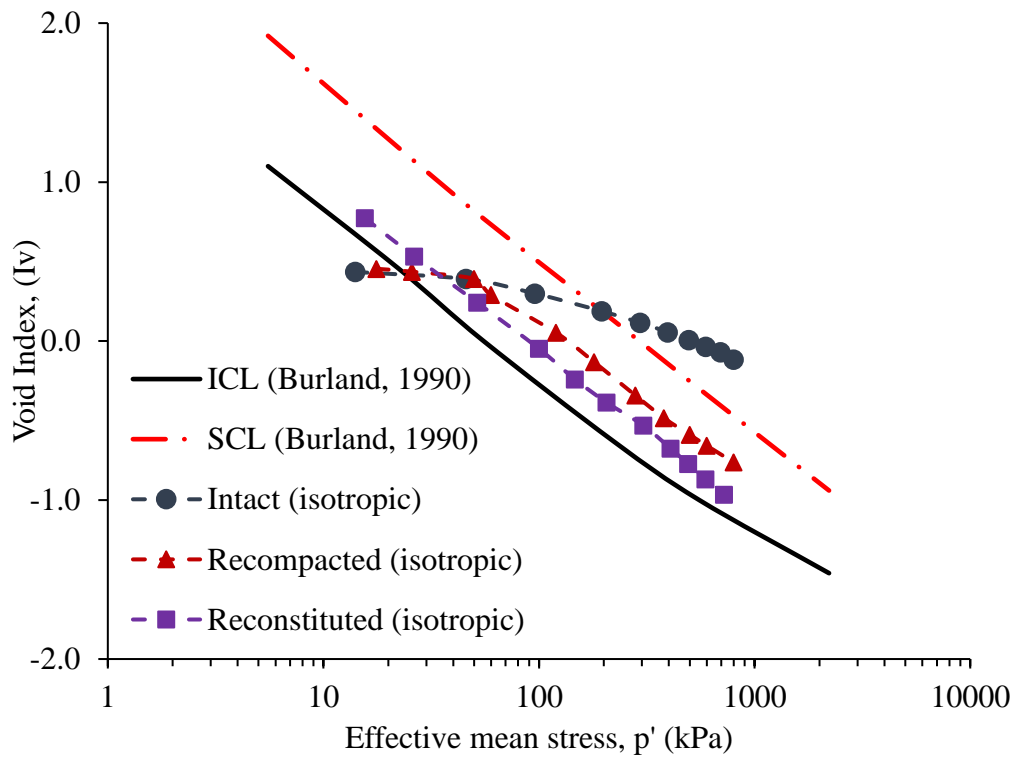 2.0
1.0
0.0
-1.0
-2.0
Void Index, (Iv)
ICL (Burland, 1990)
SCL (Burland, 1990)
Intact (isotropic)
Recompacted (isotropic)
Reconstituted (isotropic)
1 10 100 1000 10000
Effective mean stress, p' (kPa)